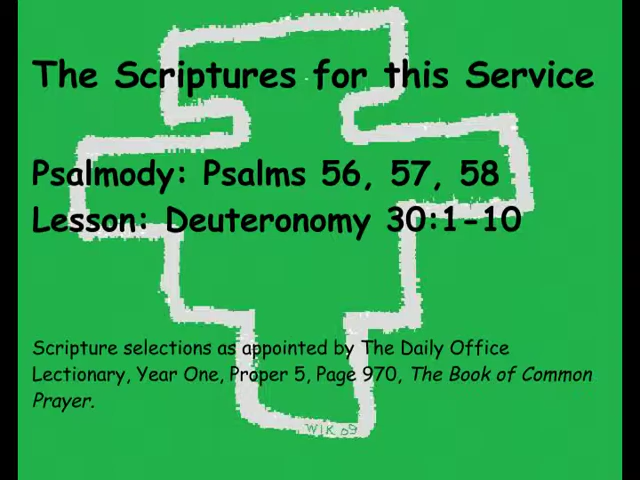 The Scriptures for this Service
Psalmody: Psalms 56, 57, 58
Lesson: Deuteronomy 30:1-10
Scripture selections as appointed by The Daily Office
Lectionary, Year One, Proper 5, Page 970, The Book of Common
Prayer.
WIK 09